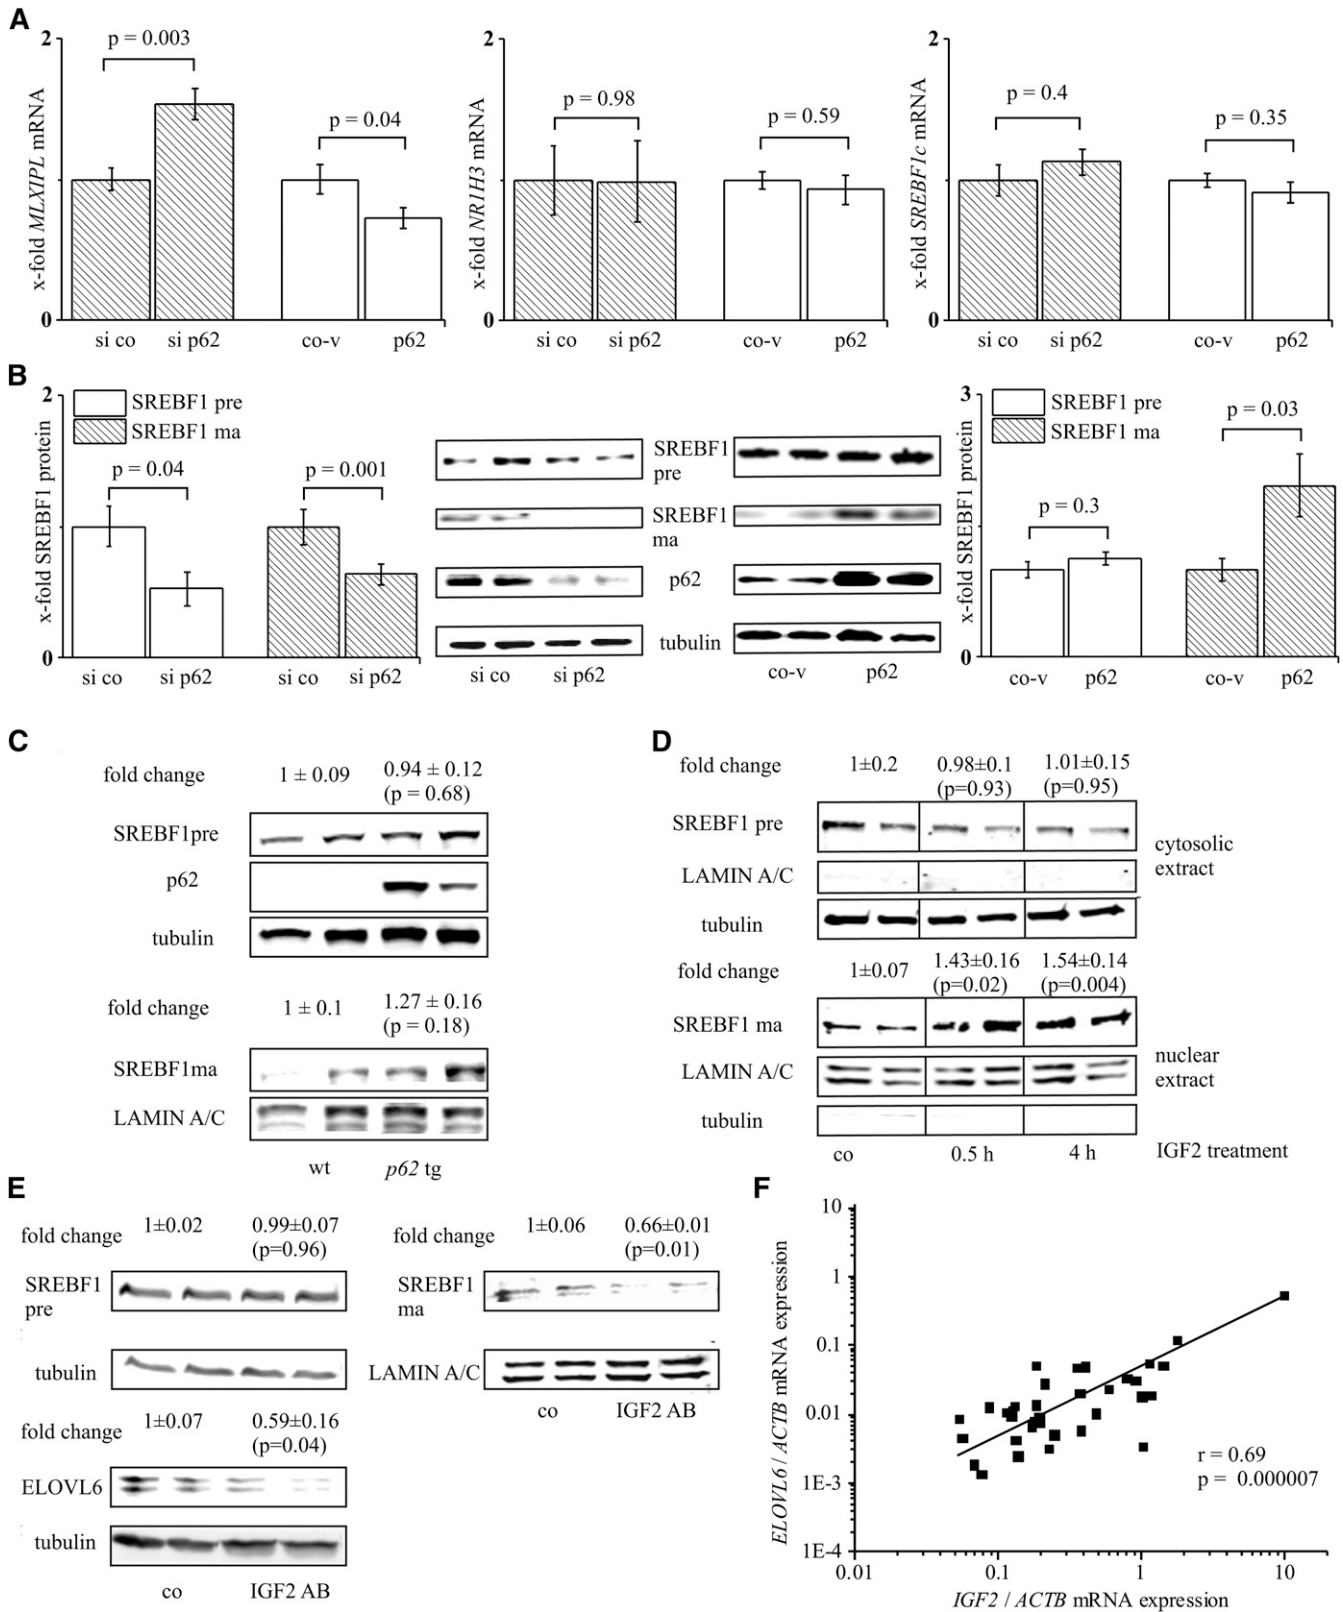 A
2
p = 0.003
p = 0.04
x-fold MLXIPL mRNA
0
si co si p62 co-v p62
2
p = 0.98
p = 0.59
x-fold NR1H3 mRNA
0
si co si p62 co-v p62
2
p = 0.4
p = 0.35
x-fold SREBF1c mRNA
0
si co si p62 co-v p62
B
2
SREBF1 pre
SREBF1 ma
p = 0.04
p = 0.001
x-fold SREBF1 protein
0
si co si p62 si co si p62
SREBF1
pre
SREBF1
ma
p62
tubulin
si co si p62
co-v p62
3
SREBF1 pre
SREBF1 ma
p = 0.03
p = 0.3
x-fold SREBF1 protein
0
co-v p62 co-v p62
C
fold change 1 ± 0.09 0.94 ± 0.12
(p = 0.68)
SREBF1pre
p62
tubulin
fold change 1 ± 0.1 1.27 ± 0.16
(p = 0.18)
SREBF1ma
LAMIN A/C
wt p62 tg
D
fold change 1±0.2 0.98±0.1 1.01±0.15
(p=0.93) (p=0.95)
SREBF1 pre
LAMIN A/C
tubulin
cytosolic
extract
fold change 1±0.07 1.43±0.16 1.54±0.14
(p=0.02) (p=0.004)
SREBF1 ma
LAMIN A/C
tubulin
nuclear
extract
co 0.5 h 4 h IGF2 treatment
E
fold change 1±0.02 0.99±0.07
(p=0.96)
SREBF1
pre
tubulin
fold change 1±0.07 0.59±0.16
(p=0.04)
ELOVL6
tubulin
co IGF2 AB
fold change 1±0.06 0.66±0.01
(p=0.01)
SREBF1
ma
LAMIN A/C
co IGF2 AB
F
10
1
0.1
0.01
1E-3
1E-4
ELOVL6 / ACTB mRNA expression
r = 0.69
p = 0.000007
0.01 0.1 1 10
IGF2 / ACTB mRNA expression